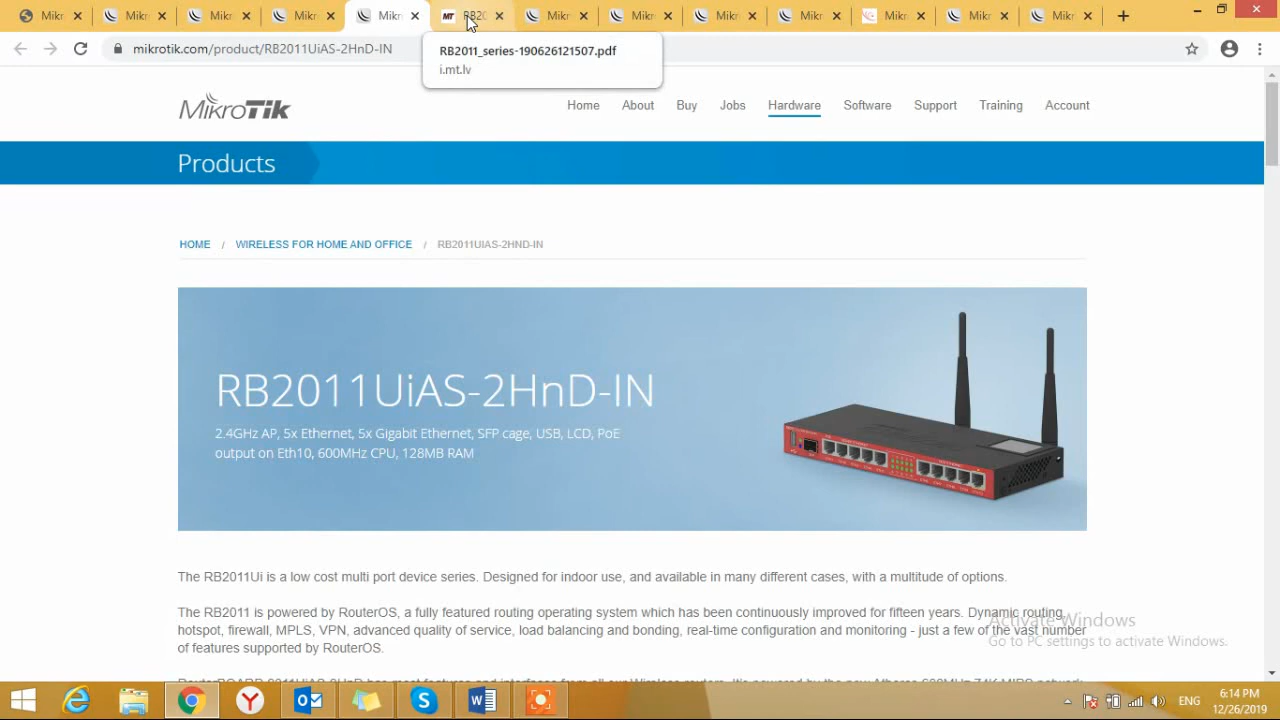 Mikr
Mikr
Mikr
Mikr
Mikr
MT RB20
Mikr
Mikr
Mikr
Mikr
Mikr
Mikr
Mikr
mikrotik.com/product/RB2011UiAS-2HnD-IN
RB2011_series-190626121507.pdf
i.mt.lv
MikroTik
Home About Buy Jobs Hardware Software Support Training Account
Products
HOME / WIRELESS FOR HOME AND OFFICE / RB2011UIAS-2HND-IN
RB2011UiAS-2HnD-IN
2.4GHz AP, 5x Ethernet, 5x Gigabit Ethernet, SFP cage, USB, LCD, PoE
output on Eth10, 600MHz CPU, 128MB RAM
The RB2011Ui is a low cost multi port device series. Designed for indoor use, and available in many different cases, with a multitude of options.
The RB2011 is powered by RouterOS, a fully featured routing operating system which has been continuously improved for fifteen years. Dynamic routing,
hotspot, firewall, MPLS, VPN, advanced quality of service, load balancing and bonding, real-time configuration and monitoring - just a few of the vast number
of features supported by RouterOS.
Activate Windows
Go to PC settings to activate Windows.
ENG
6:14 PM
12/26/2019